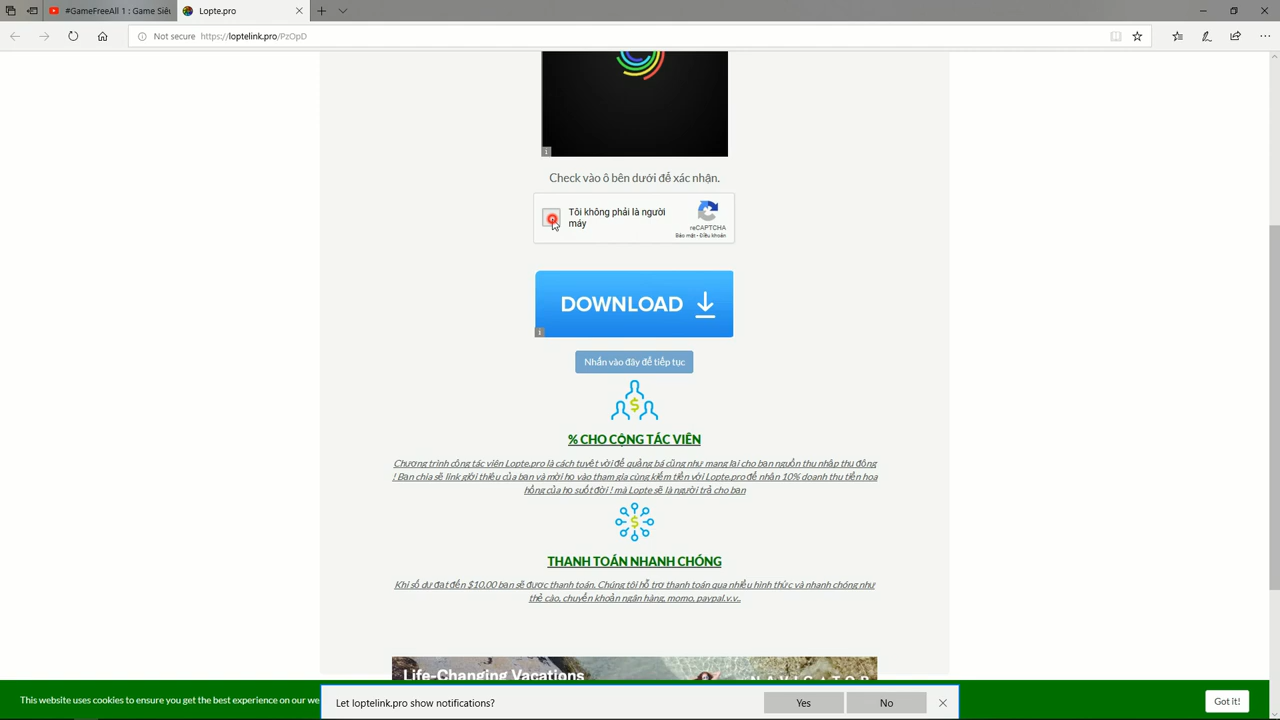 #GameFreeAll 1 : Game Siêu
Lopte.pro
Not secure
https://loptelink.pro/PzOpD
Check vào ô bên dưới để xác nhận.
Tôi không phải là người
máy
reCAPTCHA
Bảo mật - Điều khoản
DOWNLOAD
Nhấn vào đây để tiếp tục
% CHO CỘNG TÁC VIÊN
Chương trình cộng tác viên Lopte.pro là cách tuyệt vời để quảng bá cũng như mang lại cho bạn nguồn thu nhập thụ động
! Bạn chia sẻ link giới thiệu của bạn và mời họ vào tham gia cùng kiếm tiền với Lopte.pro để nhận 10% doanh thu tiền hoa
hồng của họ suốt đời ! mà Lopte sẽ là người trả cho bạn
THANH TOÁN NHANH CHÓNG
Khi số dư đạt đến $10.00 bạn sẽ được thanh toán. Chúng tôi hỗ trợ thanh toán qua nhiều hình thức và nhanh chóng như
thẻ cào, chuyển khoản ngân hàng, momo, paypal.v.v..
Life-Changing Vacations
NAVIGATOR
This website uses cookies to ensure you get the best experience on our we
Let loptelink.pro show notifications?
Yes
No
Got it!